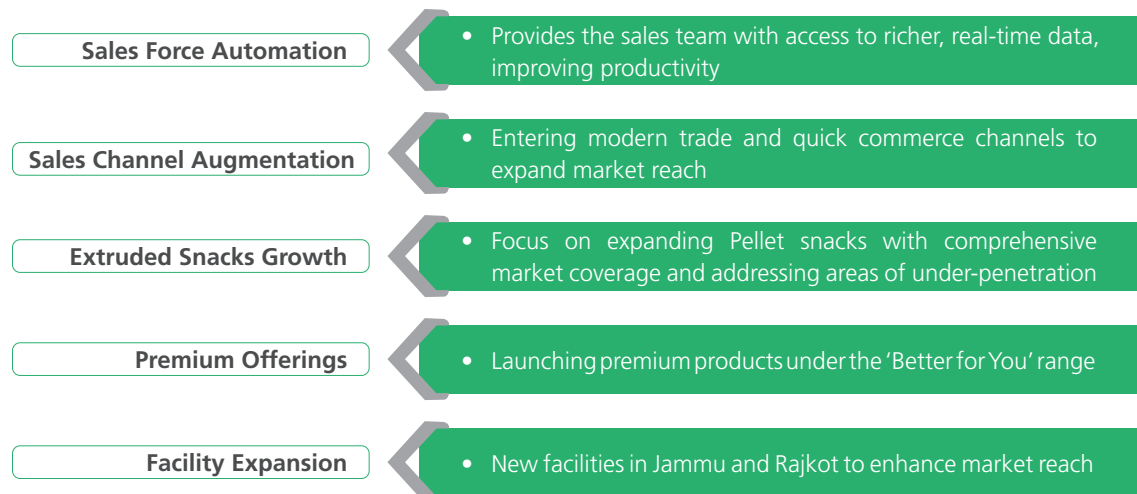 Sales Force Automation
• Provides the sales team with access to richer, real-time data,
improving productivity
Sales Channel Augmentation
• Entering modern trade and quick commerce channels to
expand market reach
Extruded Snacks Growth
• Focus on expanding Pellet snacks with comprehensive
market coverage and addressing areas of under-penetration
Premium Offerings
• Launching premium products under the ‘Better for You’ range
Facility Expansion
• New facilities in Jammu and Rajkot to enhance market reach